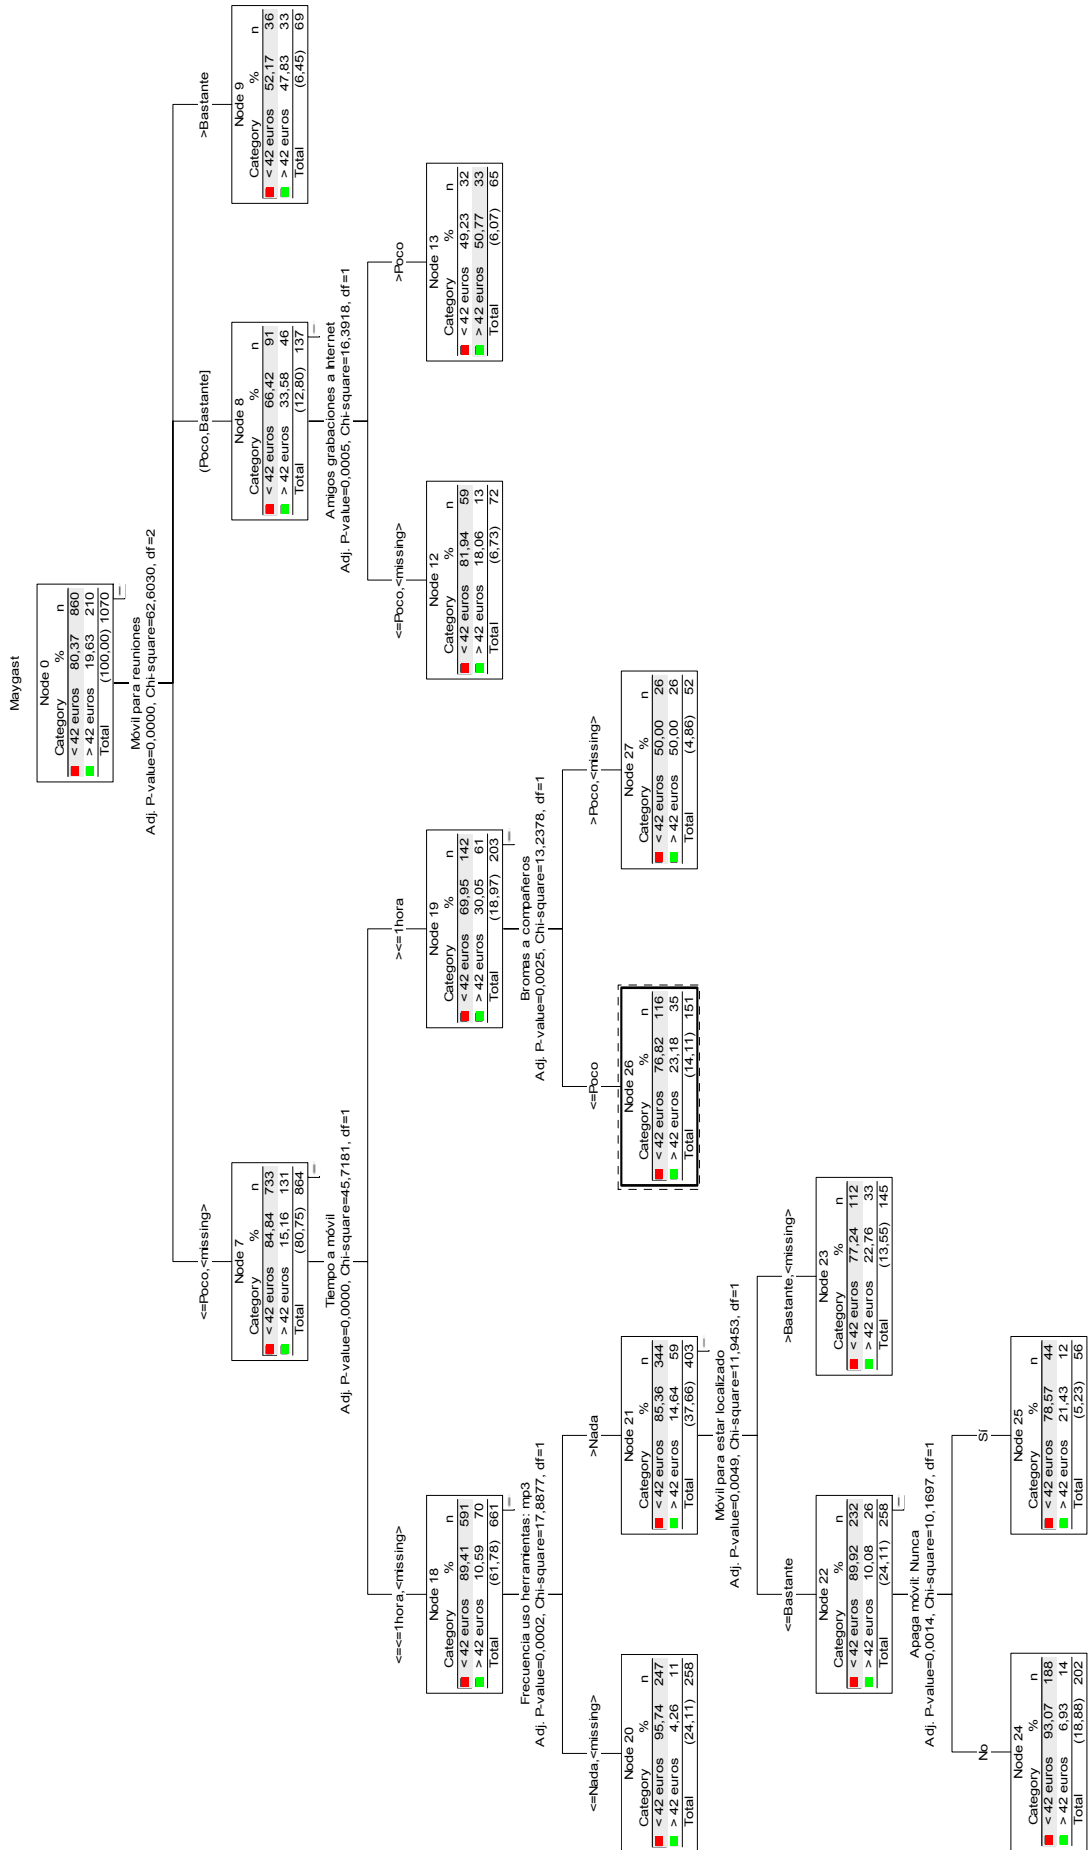 Maygast
Node 0
Category % n
< 42 euros 80,37 860
> 42 euros 19,63 210
Total (100,00) 1070
Móvil para reuniones
Adj. P-value=0,0000, Chi-square=62,6030, df=2
<=Poco,<missing>
Node 7
Category % n
< 42 euros 84,84 733
> 42 euros 15,16 131
Total (80,75) 864
Tiempo a móvil
Adj. P-value=0,0000, Chi-square=45,7181, df=1
<=<=1hora,<missing>
Node 18
Category % n
< 42 euros 89,41 591
> 42 euros 10,59 70
Total (61,78) 661
Frecuencia uso herramientas: mp3
Adj. P-value=0,0002, Chi-square=17,8877, df=1
<=Nada,<missing>
Node 20
Category % n
< 42 euros 95,74 247
> 42 euros 4,26 11
Total (24,11) 258
>Nada
Node 21
Category % n
< 42 euros 85,36 344
> 42 euros 14,64 59
Total (37,66) 403
Móvil para estar localizado
Adj. P-value=0,0049, Chi-square=11,9453, df=1
<=Bastante
Node 22
Category % n
< 42 euros 89,92 232
> 42 euros 10,08 26
Total (24,11) 258
Apaga móvil: Nunca
Adj. P-value=0,0014, Chi-square=10,1697, df=1
No
Node 24
Category % n
< 42 euros 93,07 188
> 42 euros 6,93 14
Total (18,88) 202
Sí
Node 25
Category % n
< 42 euros 78,57 44
> 42 euros 21,43 12
Total (5,23) 56
>Bastante,<missing>
Node 23
Category % n
< 42 euros 77,24 112
> 42 euros 22,76 33
Total (13,55) 145
><=1hora
Node 19
Category % n
< 42 euros 69,95 142
> 42 euros 30,05 61
Total (18,97) 203
Bromas a compañeros
Adj. P-value=0,0025, Chi-square=13,2378, df=1
<=Poco
Node 26
Category % n
< 42 euros 76,82 116
> 42 euros 23,18 35
Total (14,11) 151
>Poco,<missing>
Node 27
Category % n
< 42 euros 50,00 26
> 42 euros 50,00 26
Total (4,86) 52
(Poco,Bastante]
Node 8
Category % n
< 42 euros 66,42 91
> 42 euros 33,58 46
Total (12,80) 137
Amigos grabaciones a Internet
Adj. P-value=0,0005, Chi-square=16,3918, df=1
<=Poco,<missing>
Node 12
Category % n
< 42 euros 81,94 59
> 42 euros 18,06 13
Total (6,73) 72
>Poco
Node 13
Category % n
< 42 euros 49,23 32
> 42 euros 50,77 33
Total (6,07) 65
>Bastante
Node 9
Category % n
< 42 euros 52,17 36
> 42 euros 47,83 33
Total (6,45) 69